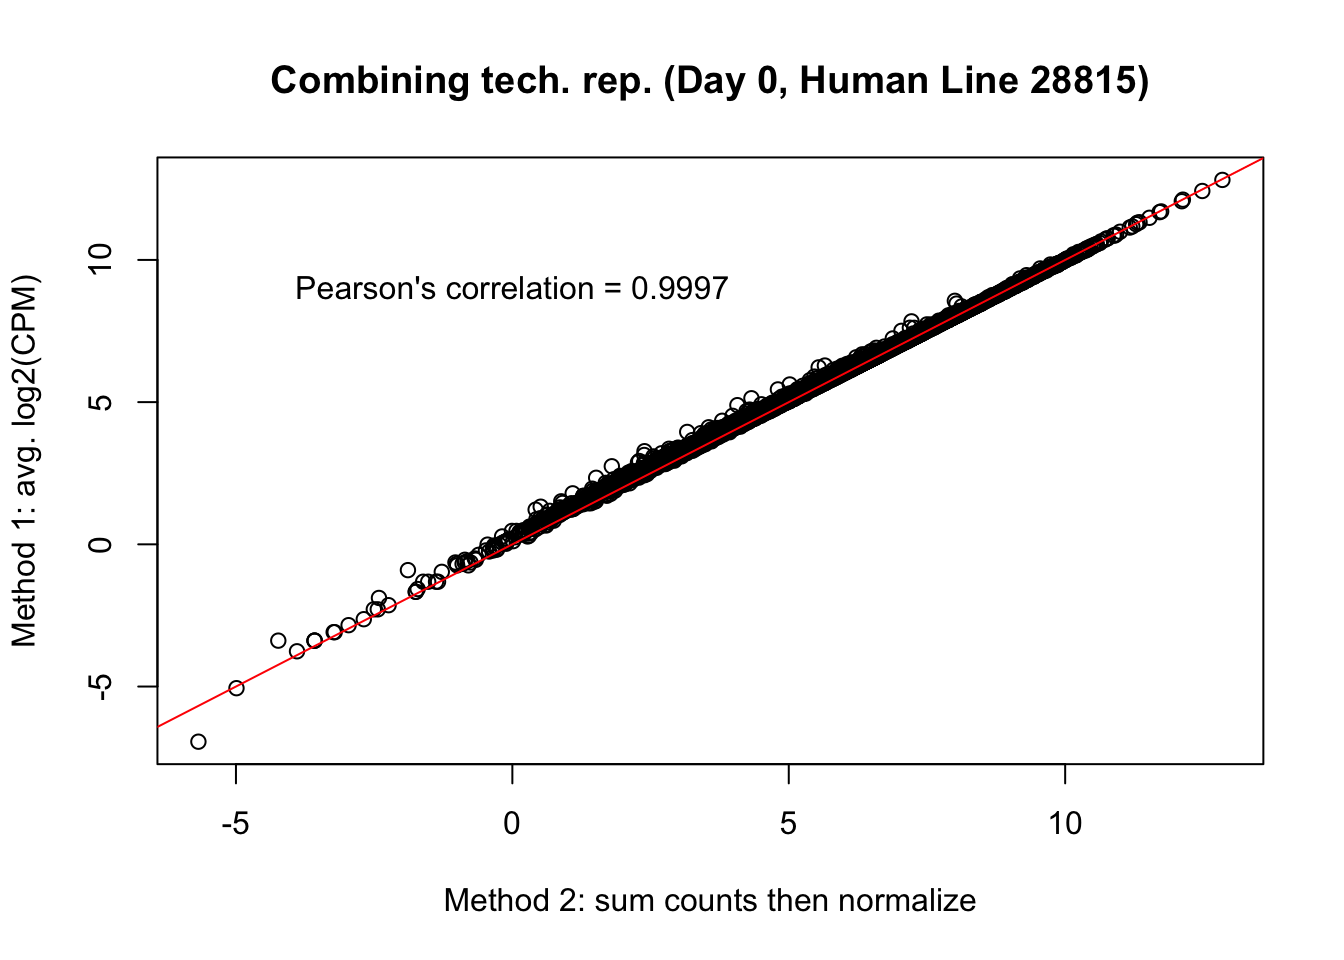 Combining tech. rep. (Day 0, Human Line 28815)
Pearson's correlation = 0.9997
Method 1: avg. log2(CPM)
10
5
0
-5
-5 0 5 10
Method 2: sum counts then normalize